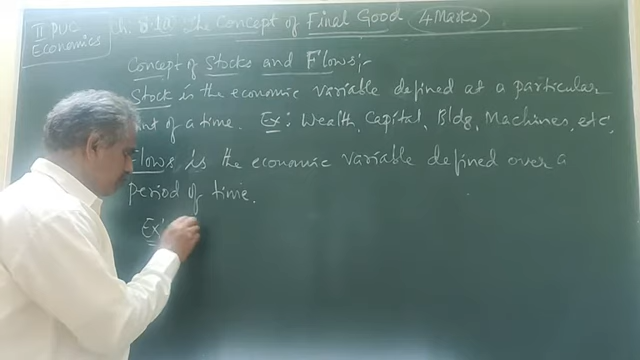 II PUC
Economics
Ch: 8.10 The Concept of Final Good 4 Marks
Concept of Stocks and Flows:-
Stock is the economic variable defined at a particular
of a time. Ex: Wealth, Capital, Bldg, Machines, etc,
Flows is the economic variable defined over a
period of time.
Ex: